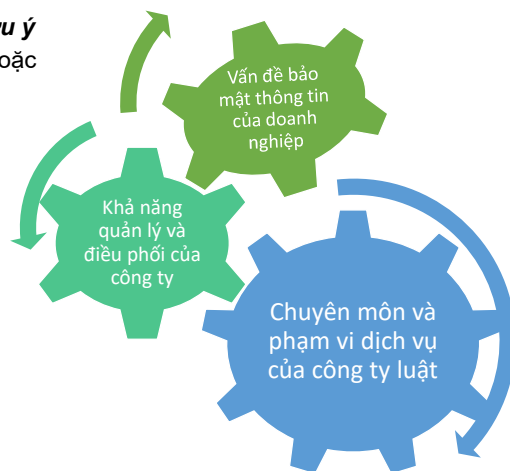 ưu ý
oặc
Vấn đề bảo
mật thông tin
của doanh
nghiệp
Khả năng
quản lý và
điều phối của
công ty
Chuyên môn và
phạm vi dịch vụ
của công ty luật